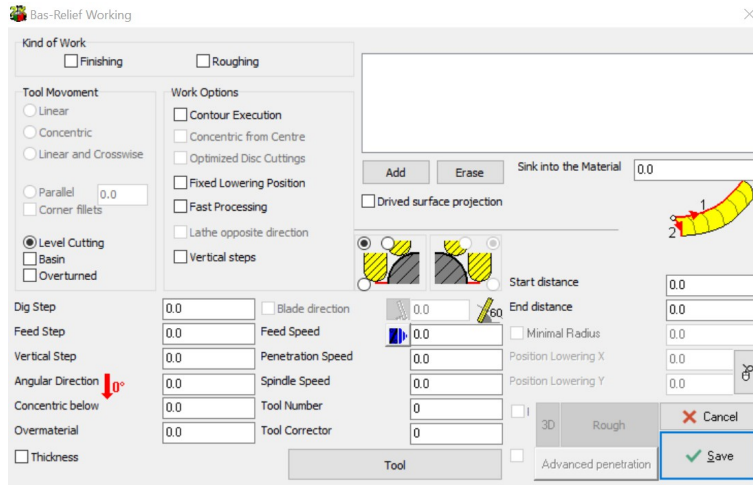 Bas-Relief Working
Kind of Work
Finishing
Roughing
Tool Movement
Linear
Concentric
Linear and Crosswise
Parallel 0.0
Corner fillets
Level Cutting
Basin
Overturned
Work Options
Contour Execution
Concentric from Centre
Optimized Disc Cuttings
Fixed Lowering Position
Fast Processing
Lathe opposite direction
Vertical steps
Add Erase
Sink into the Material 0.0
Drived surface projection
1
2
Dig Step 0.0
Feed Step 0.0
Vertical Step 0.0
Angular Direction 0° 0.0
Concentric below 0.0
Overmaterial 0.0
Thickness
Blade direction 0.0 60
Feed Speed 0.0
Penetration Speed 0.0
Spindle Speed 0.0
Tool Number 0
Tool Corrector 0
Tool
Start distance 0.0
End distance 0.0
Minimal Radius 0.0
Position Lowering X 0.0
Position Lowering Y 0.0
3D Rough
Advanced penetration
Cancel
Save